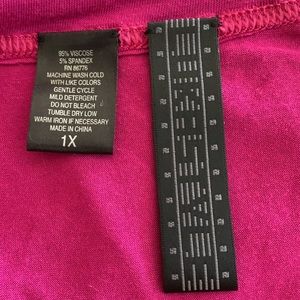 95% VISCOSE
5% SPANDEX
RN 86776
MACHINE WASH COLD
WITH LIKE COLORS
GENTLE CYCLE
MILD DETERGENT
DO NOT BLEACH
TUMBLE DRY LOW
WARM IRON IF NECESSARY
MADE IN CHINA
1X